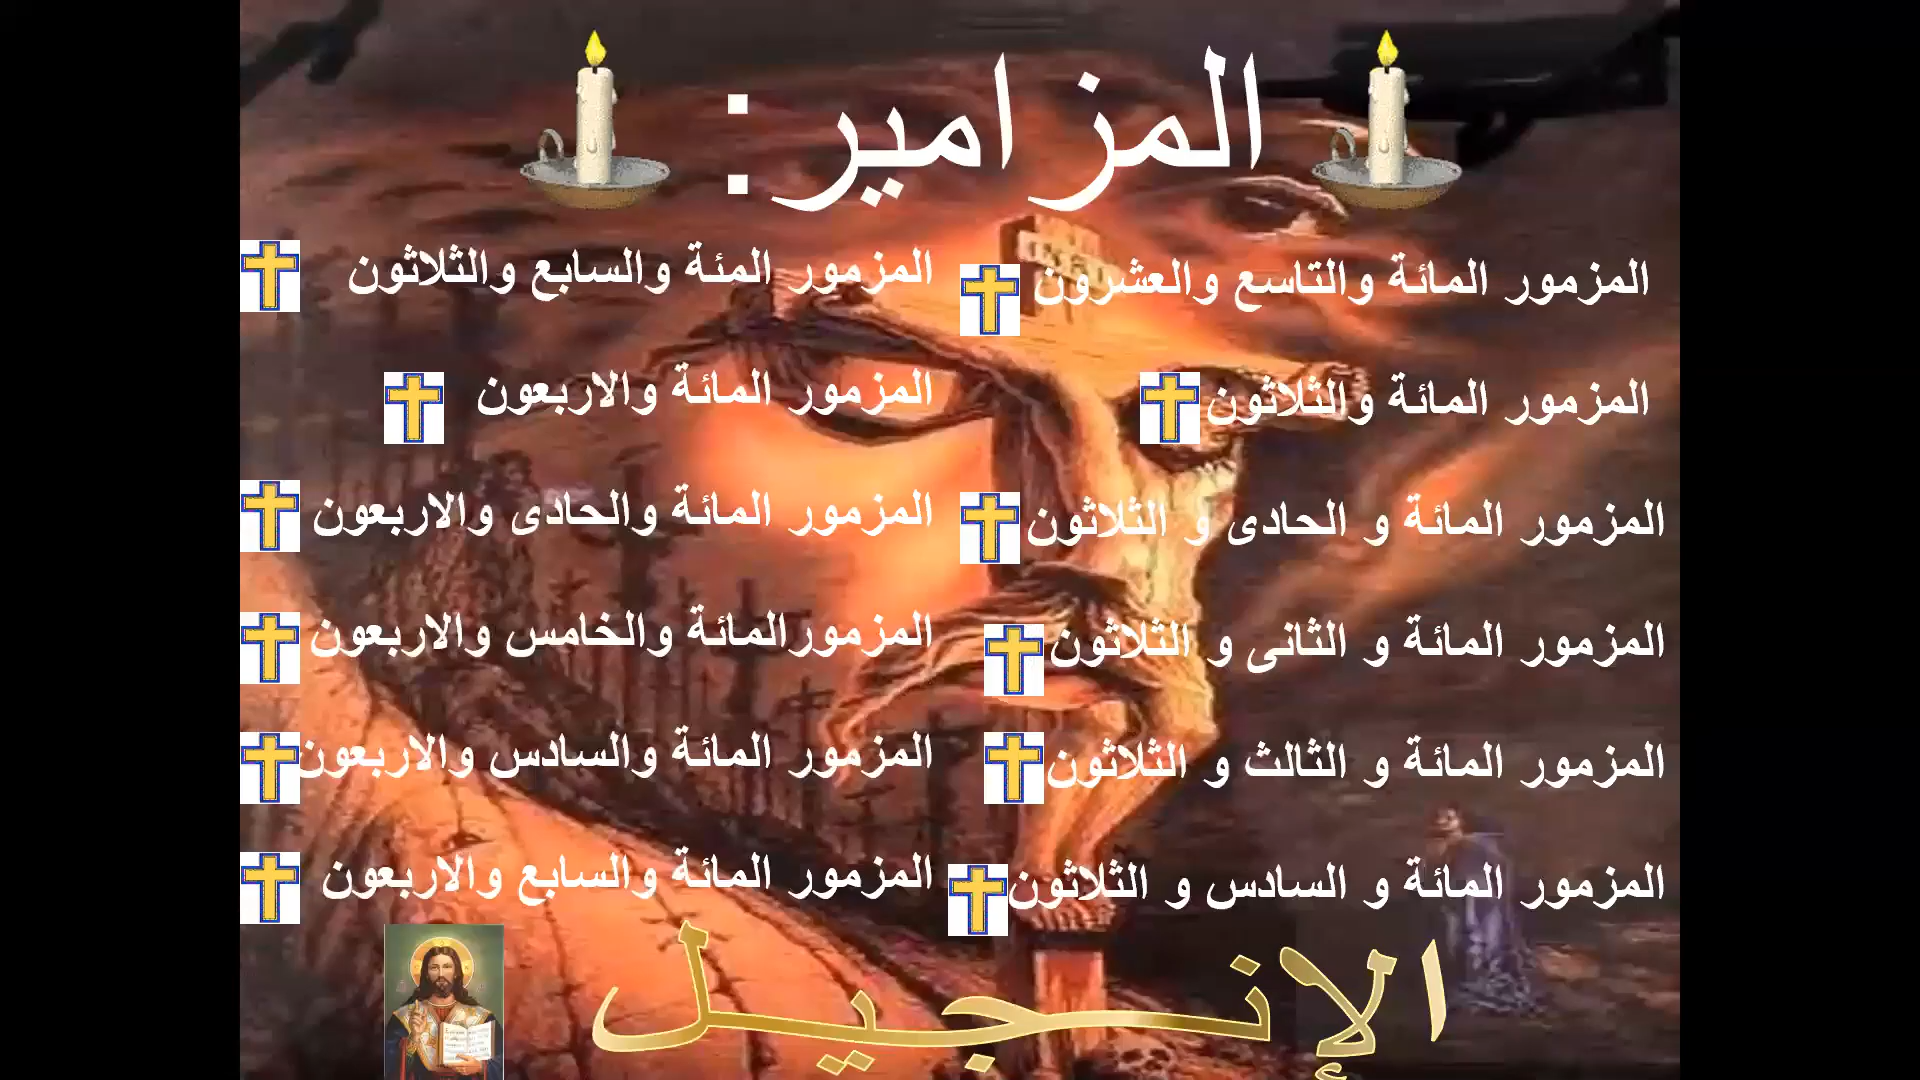 المزامير:
المزمور المائة والتاسع والعشرون
المزمور المائة والثلاثون
المزمور المائة و الحادى و الثلاثون
المزمور المائة و الثانى و الثلاثون
المزمور المائة و الثالث و الثلاثون
المزمور المائة و السادس و الثلاثون
المزمور المئة والسابع والثلاثون
المزمور المائة والاربعون
المزمور المائة والحادى والاربعون
المزمورالمائة والخامس والاربعون
المزمور المائة والسادس والاربعون
المزمور المائة والسابع والاربعون
الإنجيل